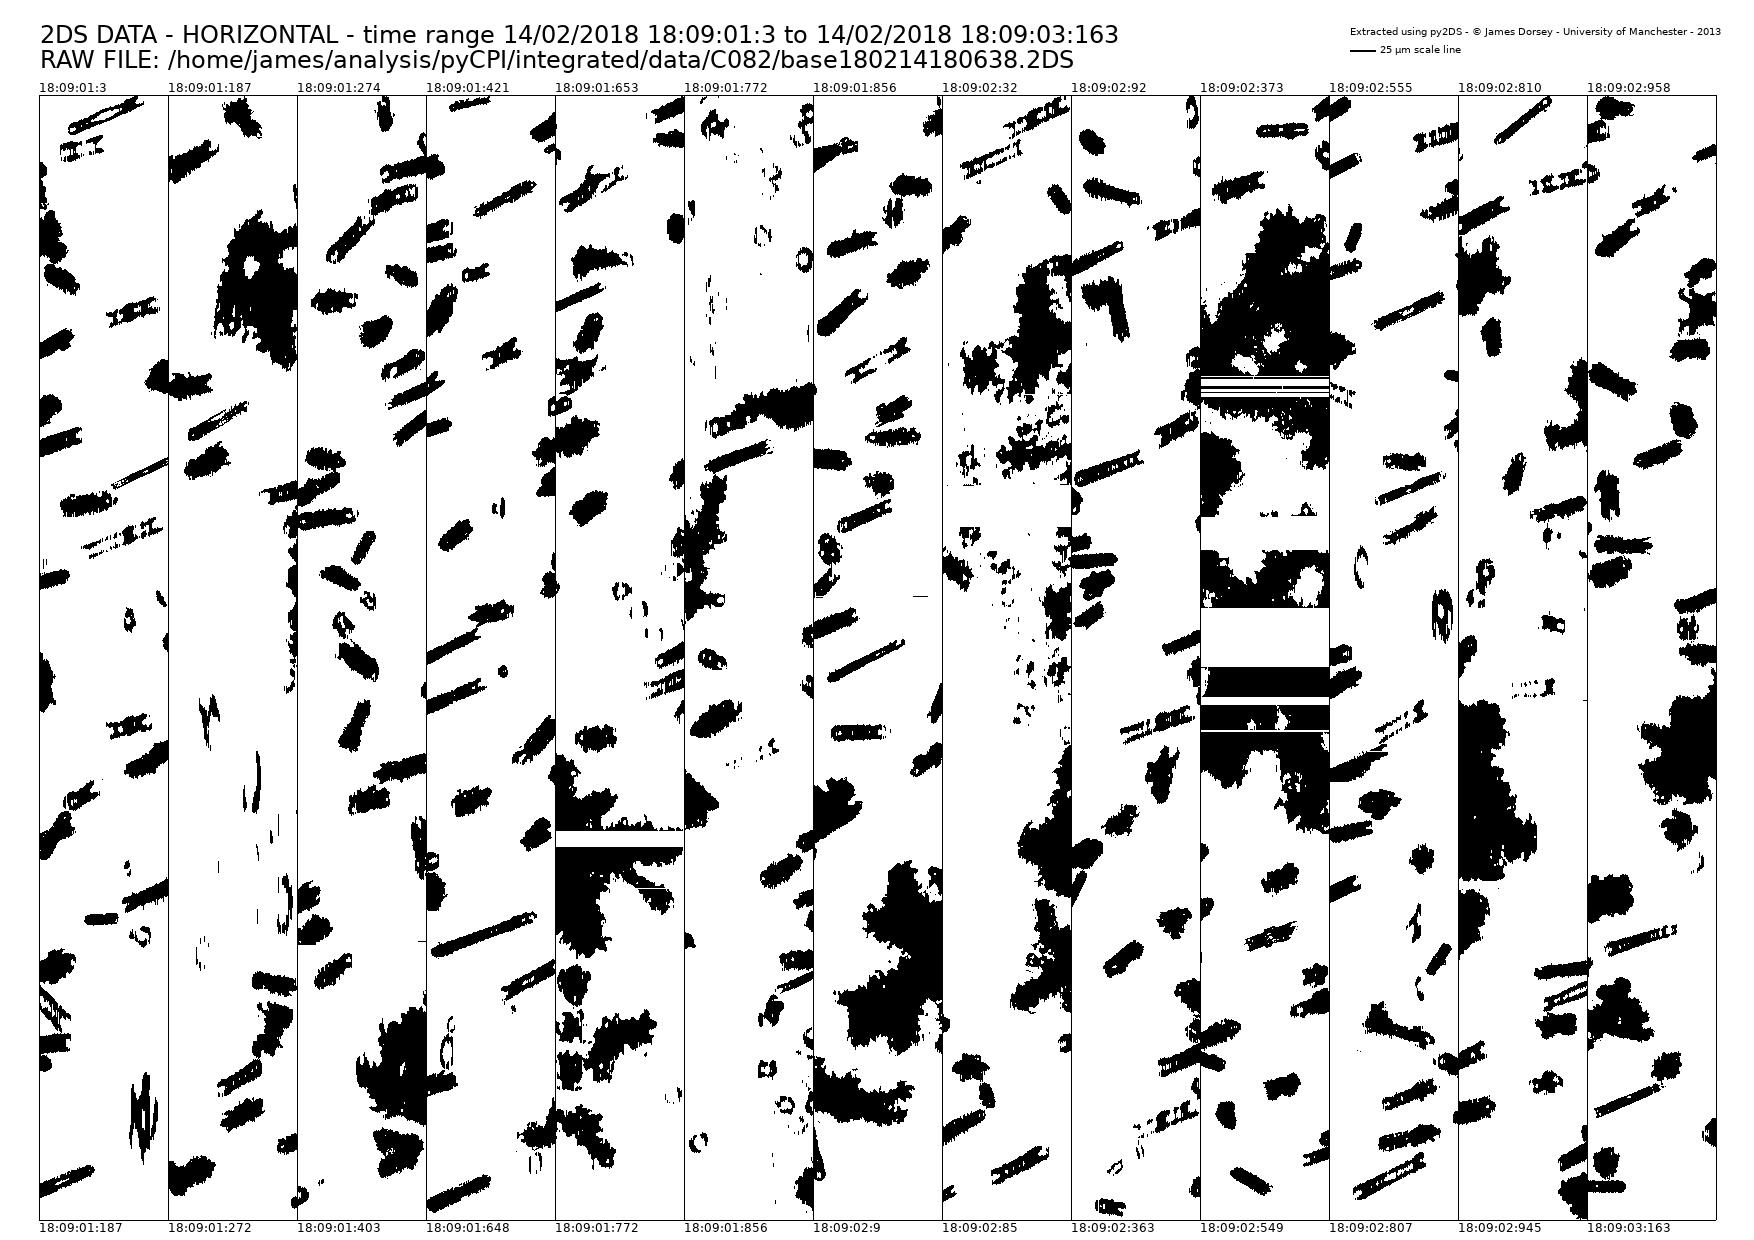 2DS DATA - HORIZONTAL - time range 14/02/2018 18:09:01:3 to 14/02/2018 18:09:03:163
RAW FILE: /home/james/analysis/pyCPI/integrated/data/C082/base180214180638.2DS
Extracted using py2DS - © James Dorsey - University of Manchester - 2013
25 µm scale line
18:09:01:3 18:09:01:187 18:09:01:274 18:09:01:421 18:09:01:653 18:09:01:772 18:09:01:856 18:09:02:32 18:09:02:92 18:09:02:373 18:09:02:555 18:09:02:810 18:09:02:958
18:09:01:187 18:09:01:272 18:09:01:403 18:09:01:648 18:09:01:772 18:09:01:856 18:09:02:9 18:09:02:85 18:09:02:363 18:09:02:549 18:09:02:807 18:09:02:945 18:09:03:163